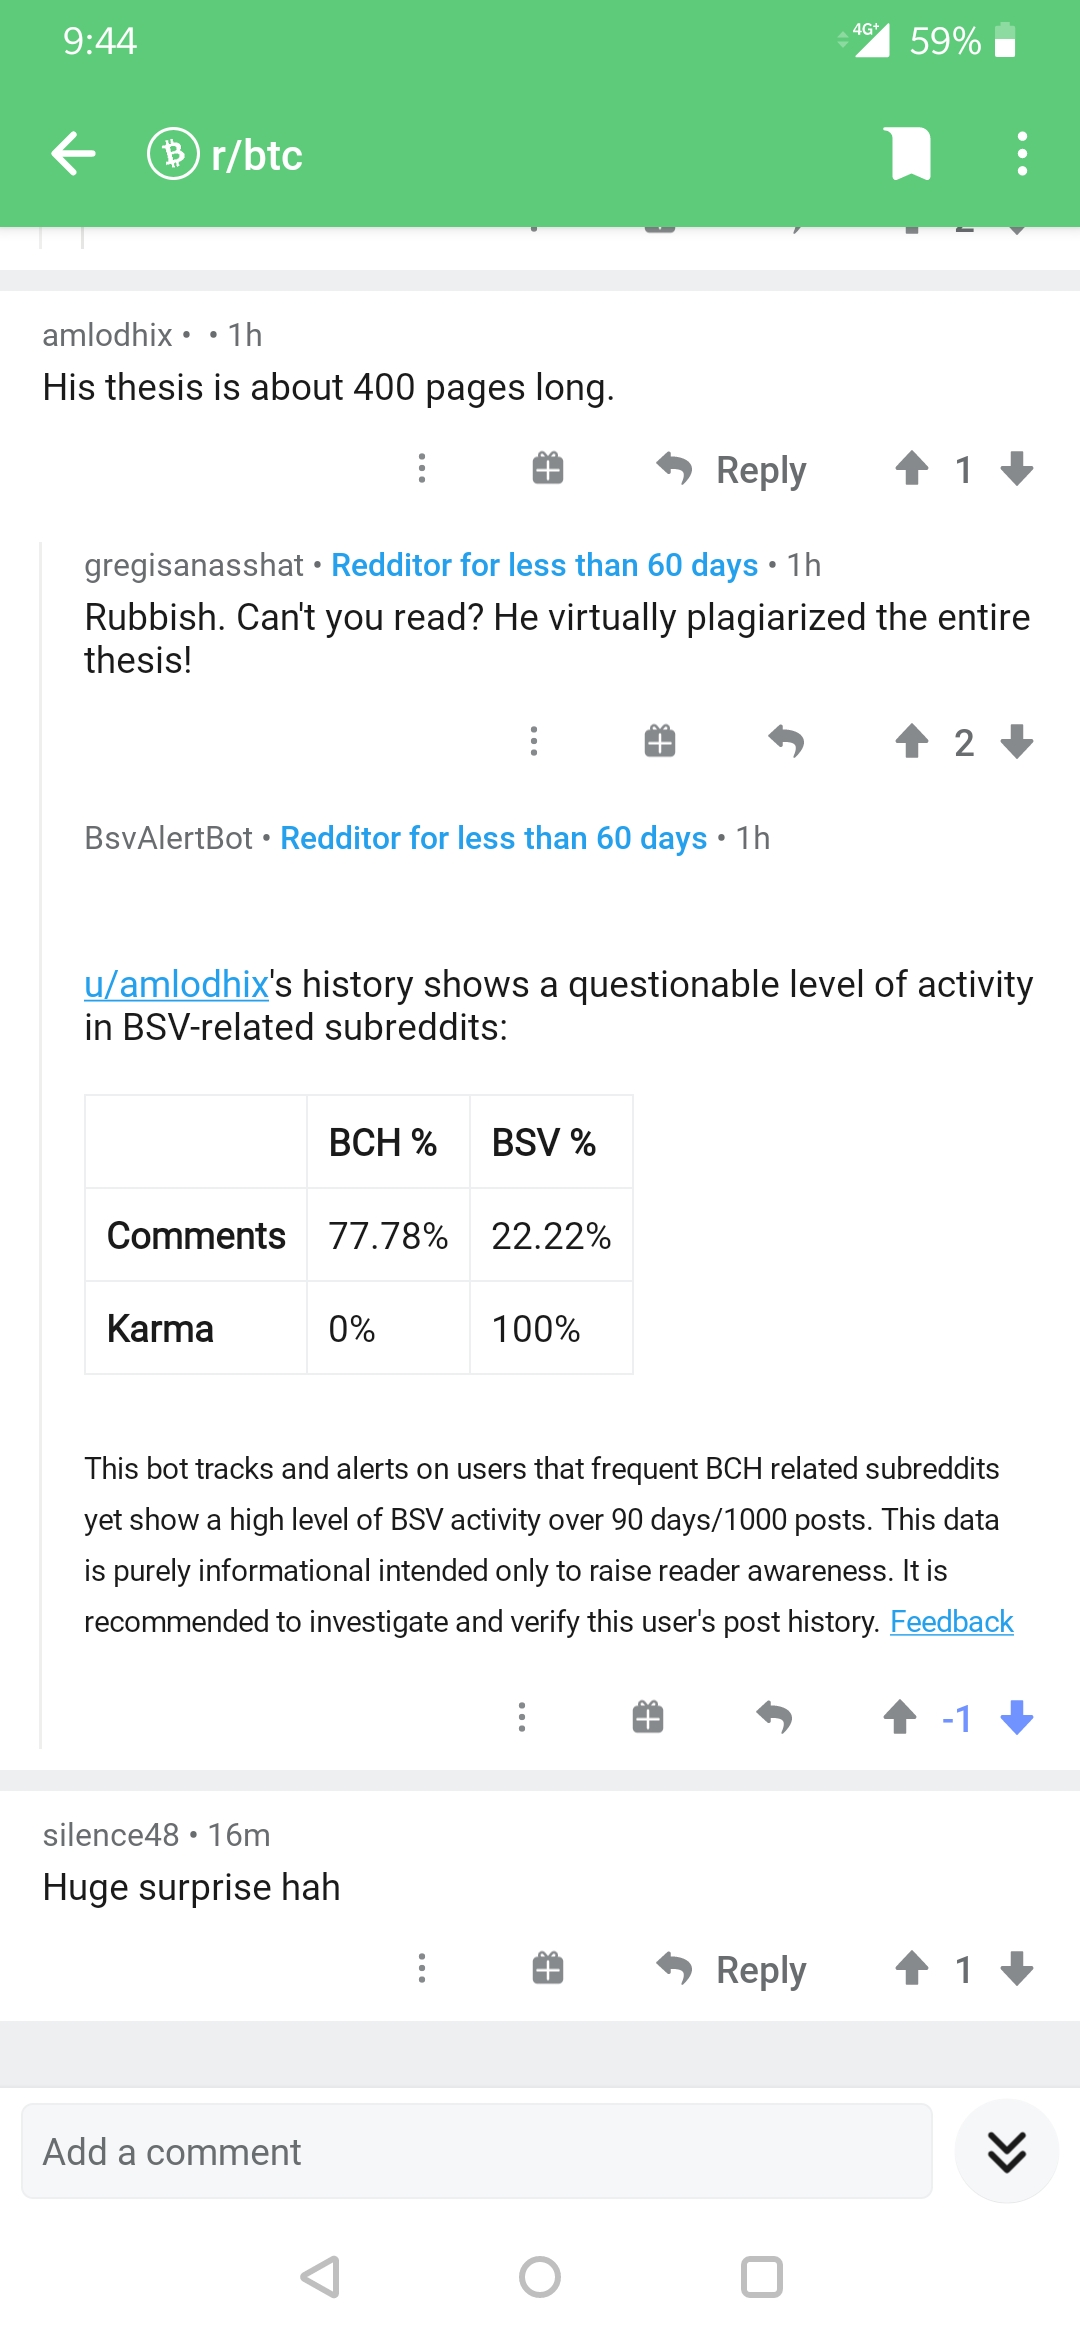 9:44
4G+ 59%
r/btc
2
amlodhix • • 1h
His thesis is about 400 pages long.
Reply 1
gregisanasshat • Redditor for less than 60 days • 1h
Rubbish. Can't you read? He virtually plagiarized the entire
thesis!
2
BsvAlertBot • Redditor for less than 60 days • 1h
u/amlodhix's history shows a questionable level of activity
in BSV-related subreddits:
BCH % BSV %
Comments 77.78% 22.22%
Karma 0% 100%
This bot tracks and alerts on users that frequent BCH related subreddits
yet show a high level of BSV activity over 90 days/1000 posts. This data
is purely informational intended only to raise reader awareness. It is
recommended to investigate and verify this user's post history. Feedback
-1
silence48 • 16m
Huge surprise hah
Reply 1
Add a comment